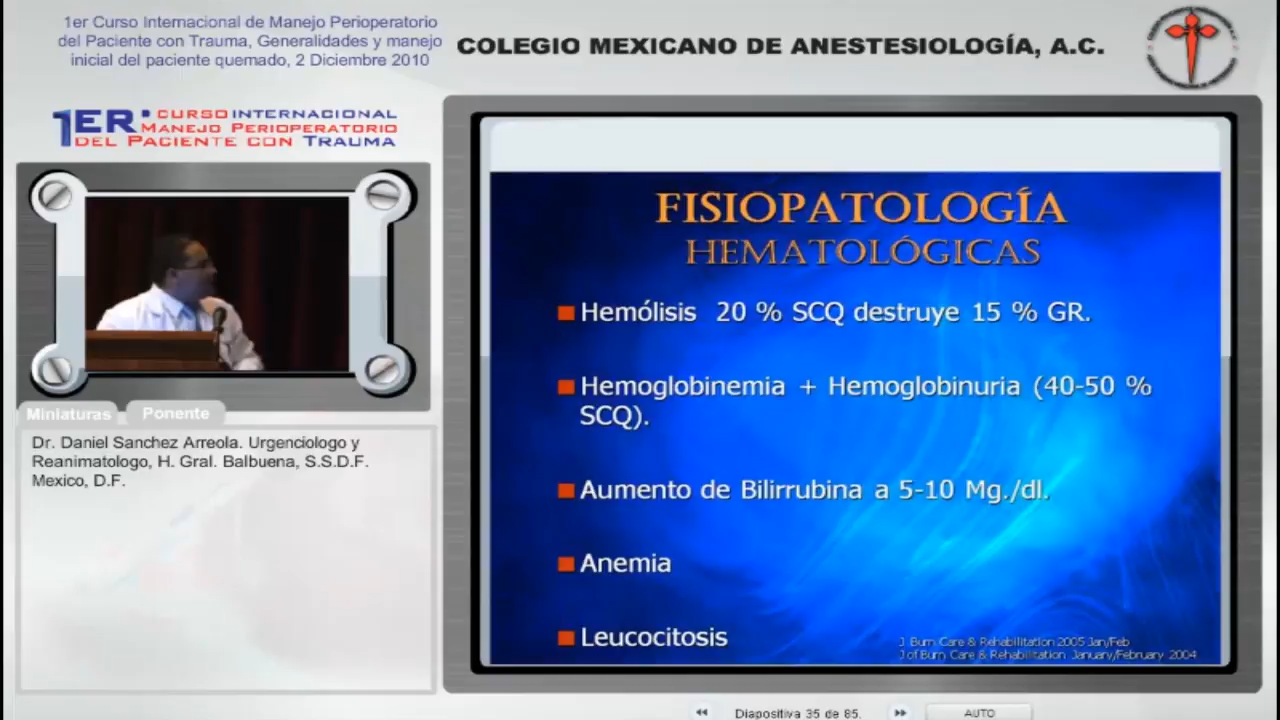 1er Curso Internacional de Manejo Perioperatorio
del Paciente con Trauma, Generalidades y manejo
inicial del paciente quemado, 2 Diciembre 2010
COLEGIO MEXICANO DE ANESTESIOLOGÍA, A.C.
1ER. CURSO INTERNACIONAL
MANEJO PERIOPERATORIO
DEL PACIENTE CON TRAUMA
FISIOPATOLOGÍA
HEMATOLÓGICAS
Hemólisis 20 % SCQ destruye 15 % GR.
Hemoglobinemia + Hemoglobinuria (40-50 %
SCQ).
Aumento de Bilirrubina a 5-10 Mg./dl.
Anemia
Leucocitosis
J Burn Care & Rehabilitation 2005 Jan/Feb
J of Burn Care & Rehabilitation January/February 2004
Miniaturas Ponente
Dr. Daniel Sanchez Arreola. Urgenciologo y
Reanimatologo, H. Gral. Balbuena, S.S.D.F.
Mexico, D.F.
Diapositiva 35 de 85.
AUTO